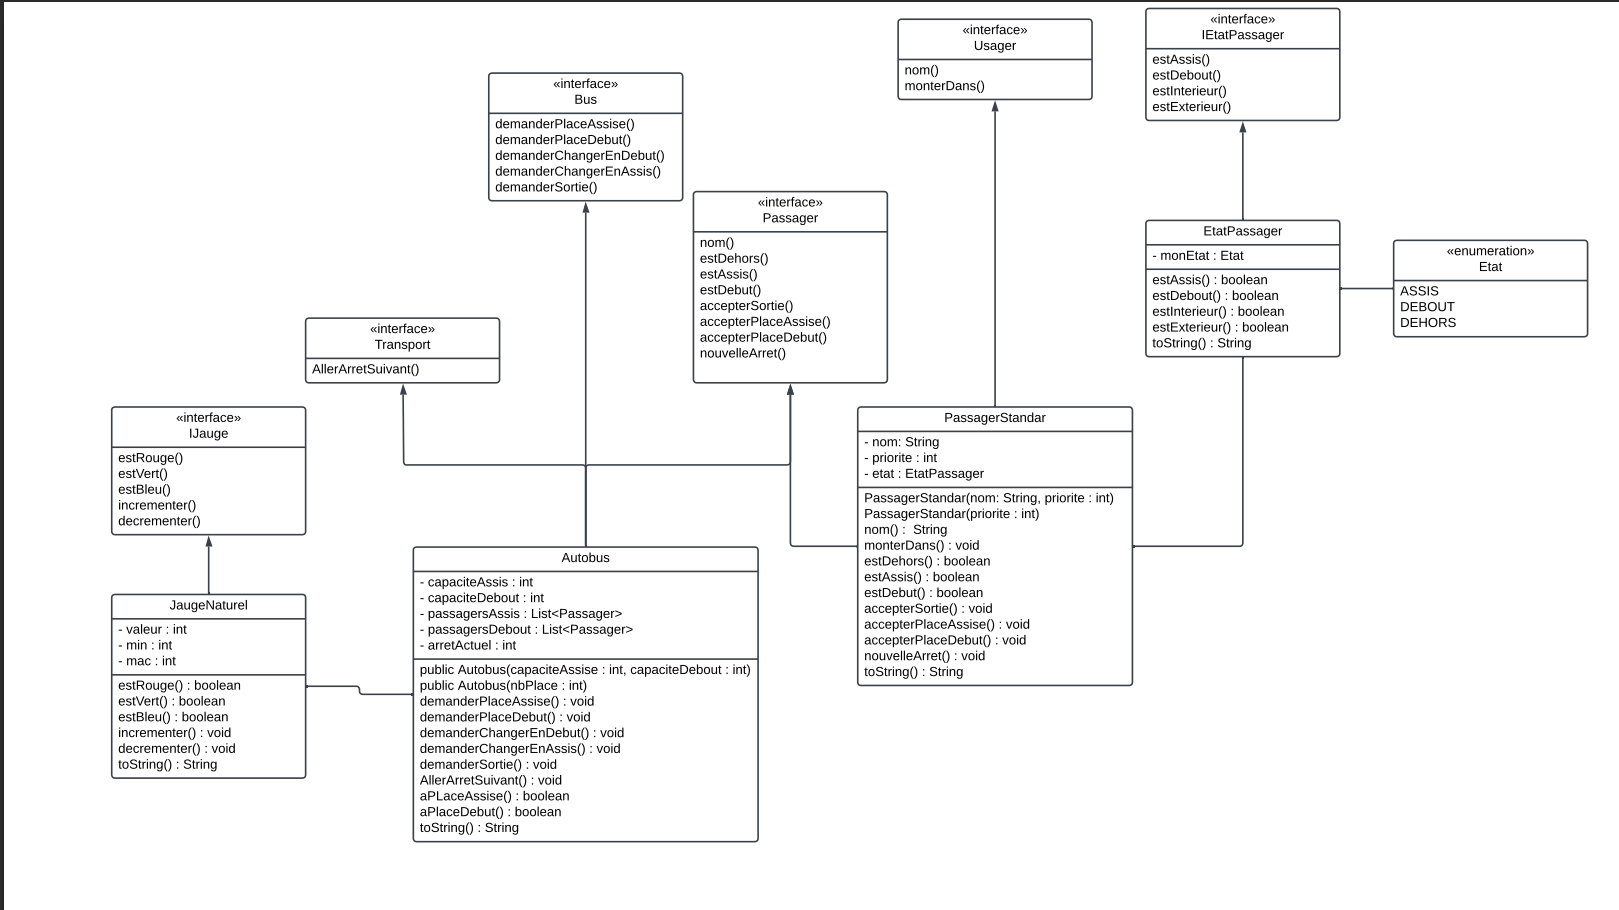 «interface»
Usager
nom()
monterDans()
«interface»
IEtatPassager
estAssis()
estDebout()
estInterieur()
estExterieur()
«interface»
Bus
demanderPlaceAssise()
demanderPlaceDebut()
demanderChangerEnDebut()
demanderChangerEnAssis()
demanderSortie()
«interface»
Passager
nom()
estDehors()
estAssis()
estDebut()
accepterSortie()
accepterPlaceAssise()
accepterPlaceDebut()
nouvelleArret()
EtatPassager
- monEtat : Etat
estAssis() : boolean
estDebout() : boolean
estInterieur() : boolean
estExterieur() : boolean
toString() : String
«enumeration»
Etat
ASSIS
DEBOUT
DEHORS
«interface»
Transport
AllerArretSuivant()
«interface»
IJauge
estRouge()
estVert()
estBleu()
incrementer()
decrementer()
PassagerStandar
- nom: String
- priorite : int
- etat : EtatPassager
PassagerStandar(nom: String, priorite : int)
PassagerStandar(priorite : int)
nom() :  String
monterDans() : void
estDehors() : boolean
estAssis() : boolean
estDebut() : boolean
accepterSortie() : void
accepterPlaceAssise() : void
accepterPlaceDebut() : void
nouvelleArret() : void
toString() : String
Autobus
- capaciteAssis : int
- capaciteDebout : int
- passagersAssis : List<Passager>
- passagersDebout : List<Passager>
- arretActuel : int
public Autobus(capaciteAssise : int, capaciteDebout : int)
public Autobus(nbPlace : int)
demanderPlaceAssise() : void
demanderPlaceDebut() : void
demanderChangerEnDebut() : void
demanderChangerEnAssis() : void
demanderSortie() : void
AllerArretSuivant() : void
aPLaceAssise() : boolean
aPlaceDebut() : boolean
toString() : String
JaugeNaturel
- valeur : int
- min : int
- mac : int
estRouge() : boolean
estVert() : boolean
estBleu() : boolean
incrementer() : void
decrementer() : void
toString() : String